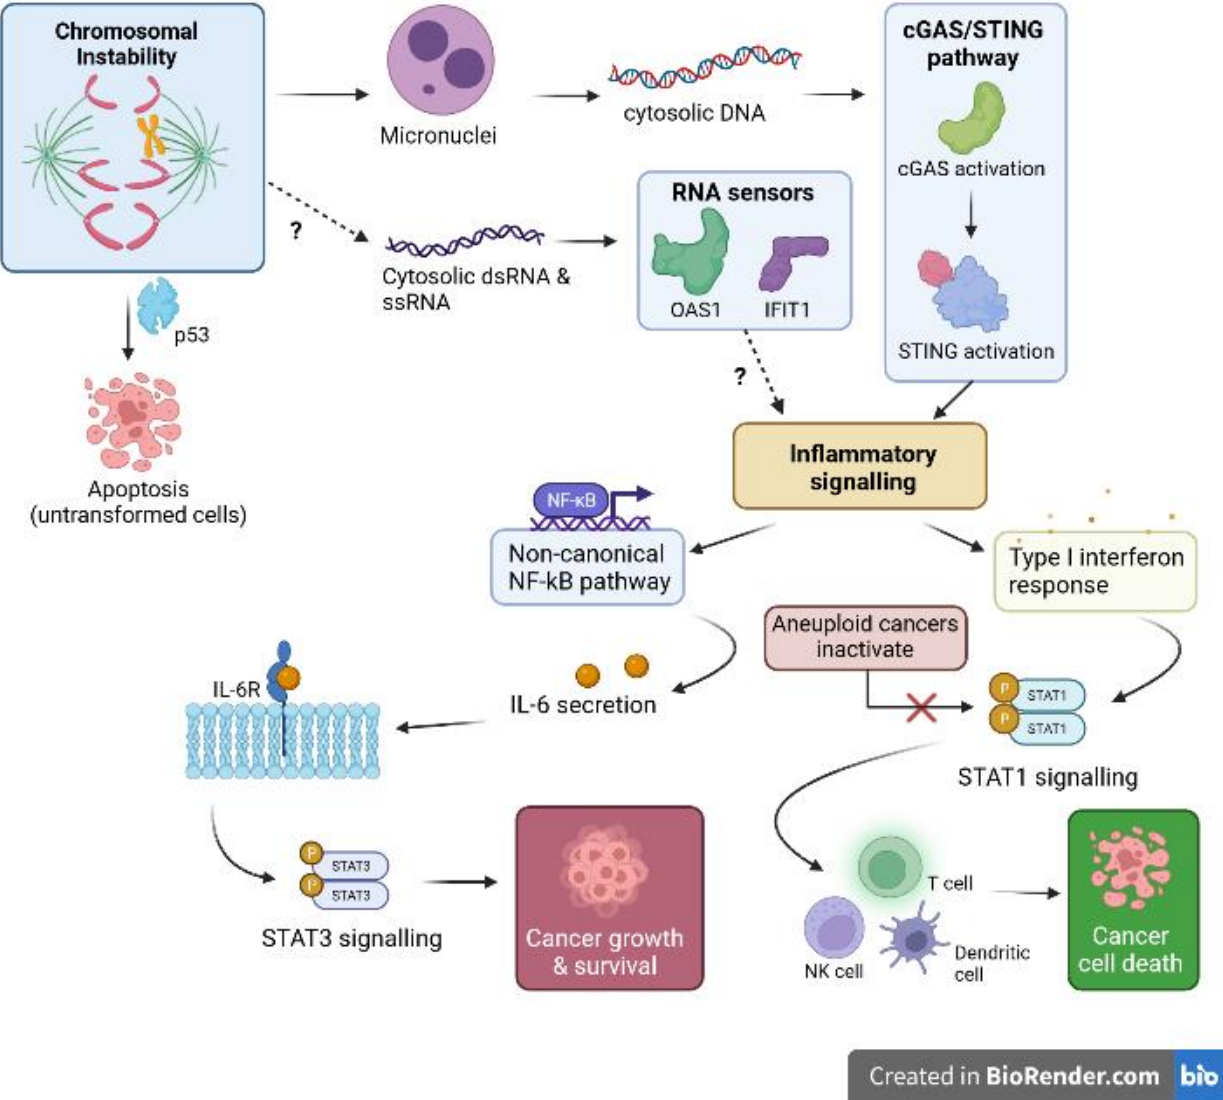 Chromosomal
Instability
Micronuclei
cytosolic DNA
cGAS/STING
pathway
cGAS activation
STING activation
?
Cytosolic dsRNA &
ssRNA
RNA sensors
OAS1
IFIT1
p53
Apoptosis
(untransformed cells)
?
Inflammatory
signalling
NF-κB
Non-canonical
NF-kB pathway
Type I interferon
response
Aneuploid cancers
inactivate
IL-6R
IL-6 secretion
P
STAT1
P
STAT1
STAT1 signalling
P
STAT3
P
STAT3
STAT3 signalling
Cancer growth
& survival
T cell
NK cell
Dendritic
cell
Cancer
cell death
Created in BioRender.com
bio